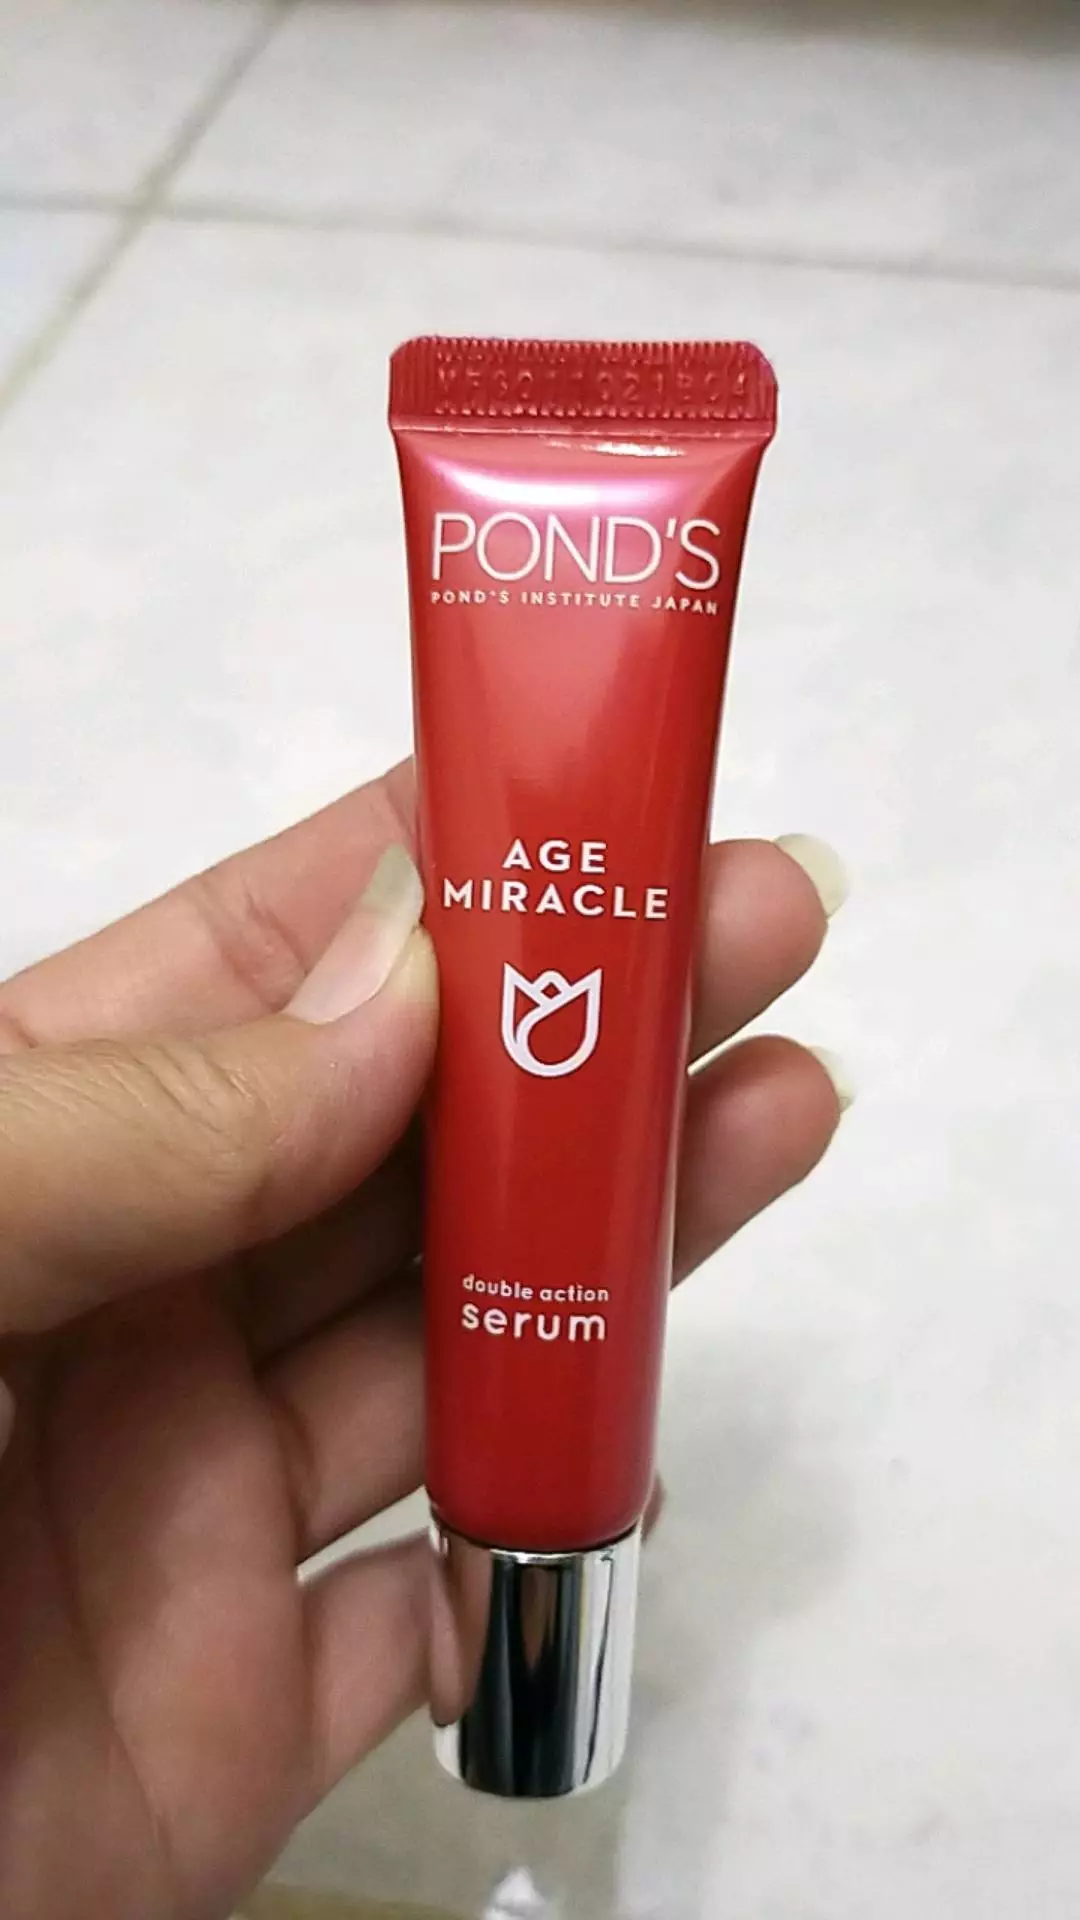 POND'S
POND'S INSTITUTE JAPAN
AGE
MIRACLE
double action
serum